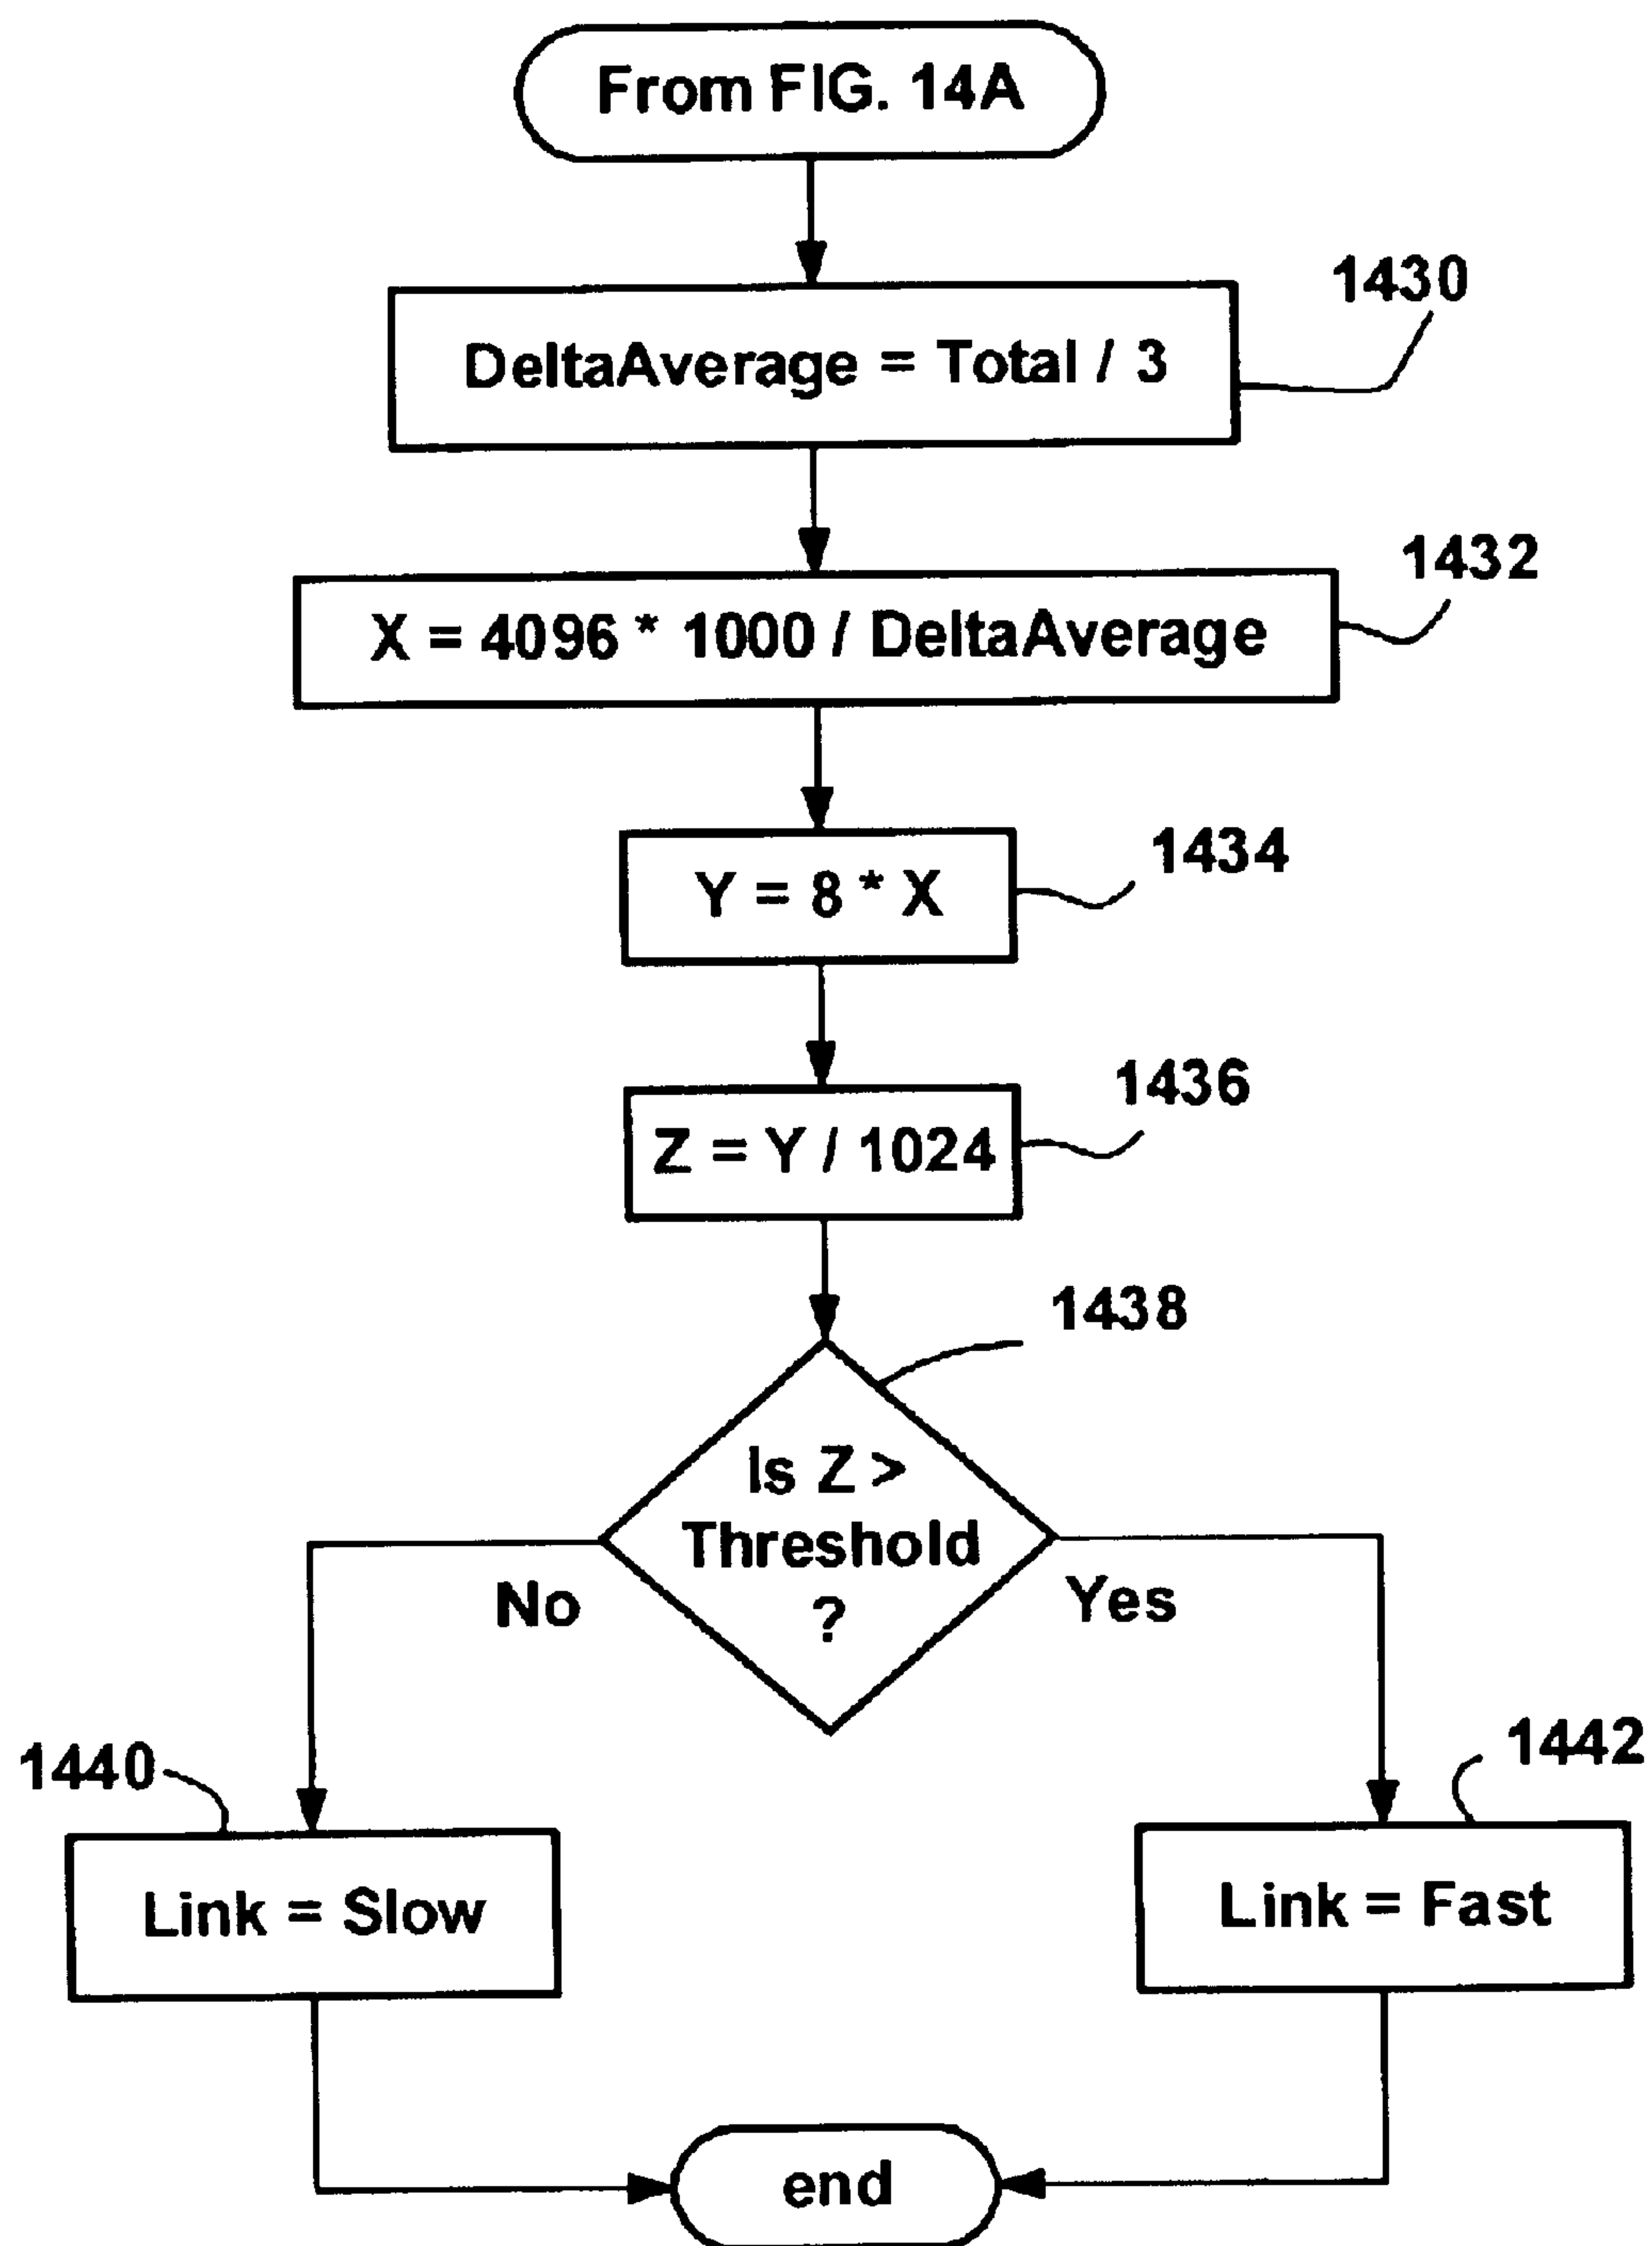 From FIG. 14A
1430
DeltaAverage = Total / 3
1432
X = 4096 * 1000 / DeltaAverage
1434
Y = 8 * X
1436
Z = Y / 1024
1438
Is Z >
Threshold
?
No
Yes
1440
1442
Link = Slow
Link = Fast
end